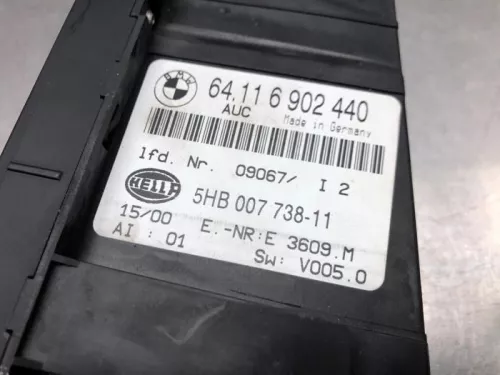 BMW
64.11 6 902 440
AUC Made in Germany
lfd. Nr. 09067/ I 2
HELLA 5HB 007 738-11
15/00 E.-NR:E 3609.M
AI : 01 SW: V005.0